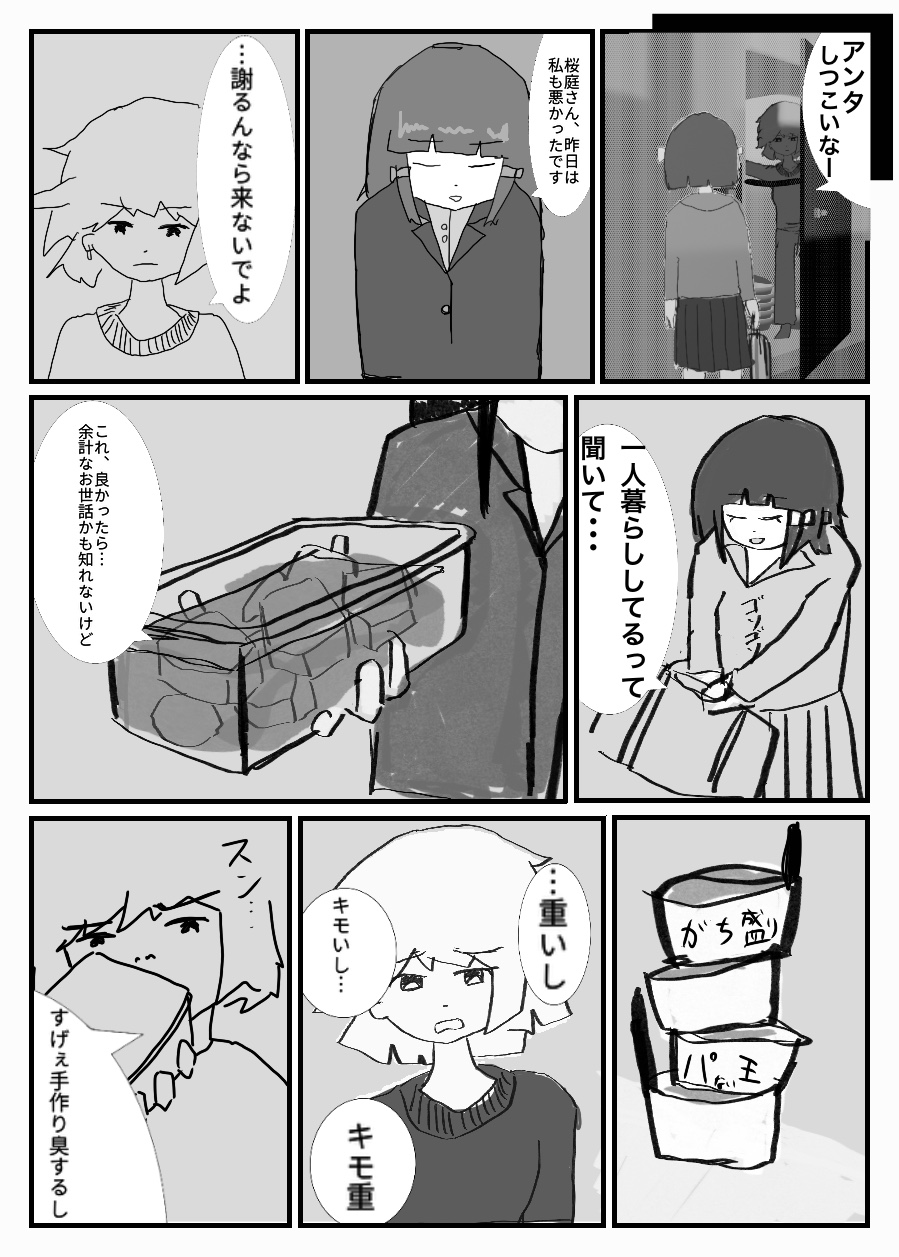 アンタ
しつこいなー
桜庭さん、昨日は
私も悪かったです
…謝るんなら来ないでよ
一人暮らししてるって
聞いて・・・
ゴソゴソ
これ、良かったら…
余計なお世話かも知れないけど
がち盛り
パない王
…重いし
キモいし…
キモ重
スン…
すげぇ手作り臭するし